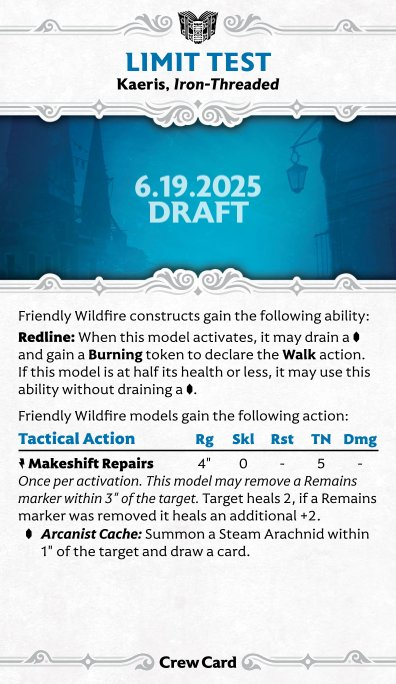 LIMIT TEST
Kaeris, Iron-Threaded
6.19.2025
DRAFT
Friendly Wildfire constructs gain the following ability:
Redline: When this model activates, it may drain a
and gain a Burning token to declare the Walk action.
If this model is at half its health or less, it may use this
ability without draining a .
Friendly Wildfire models gain the following action:
Tactical Action Rg Skl Rst TN Dmg
Makeshift Repairs 4" 0 - 5 -
Once per activation. This model may remove a Remains
marker within 3" of the target. Target heals 2, if a Remains
marker was removed it heals an additional +2.
Arcanist Cache: Summon a Steam Arachnid within
1" of the target and draw a card.
Crew Card